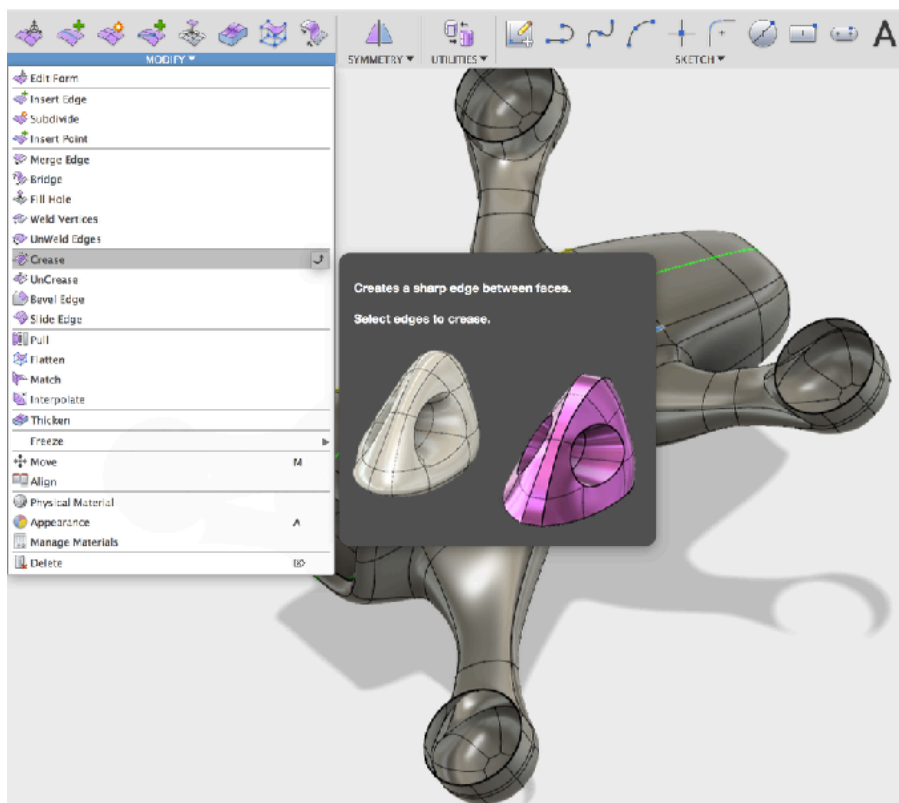 MODIFY
SYMMETRY
UTILITIES
SKETCH
A
Edit Form
Insert Edge
Subdivide
Insert Point
Merge Edge
Bridge
Fill Hole
Weld Vertices
UnWeld Edges
Crease
UnCrease
Bevel Edge
Slide Edge
Pull
Flatten
Match
Interpolate
Thicken
Freeze
Move M
Align
Physical Material
Appearance A
Manage Materials
Delete
Creates a sharp edge between faces.
Select edges to crease.